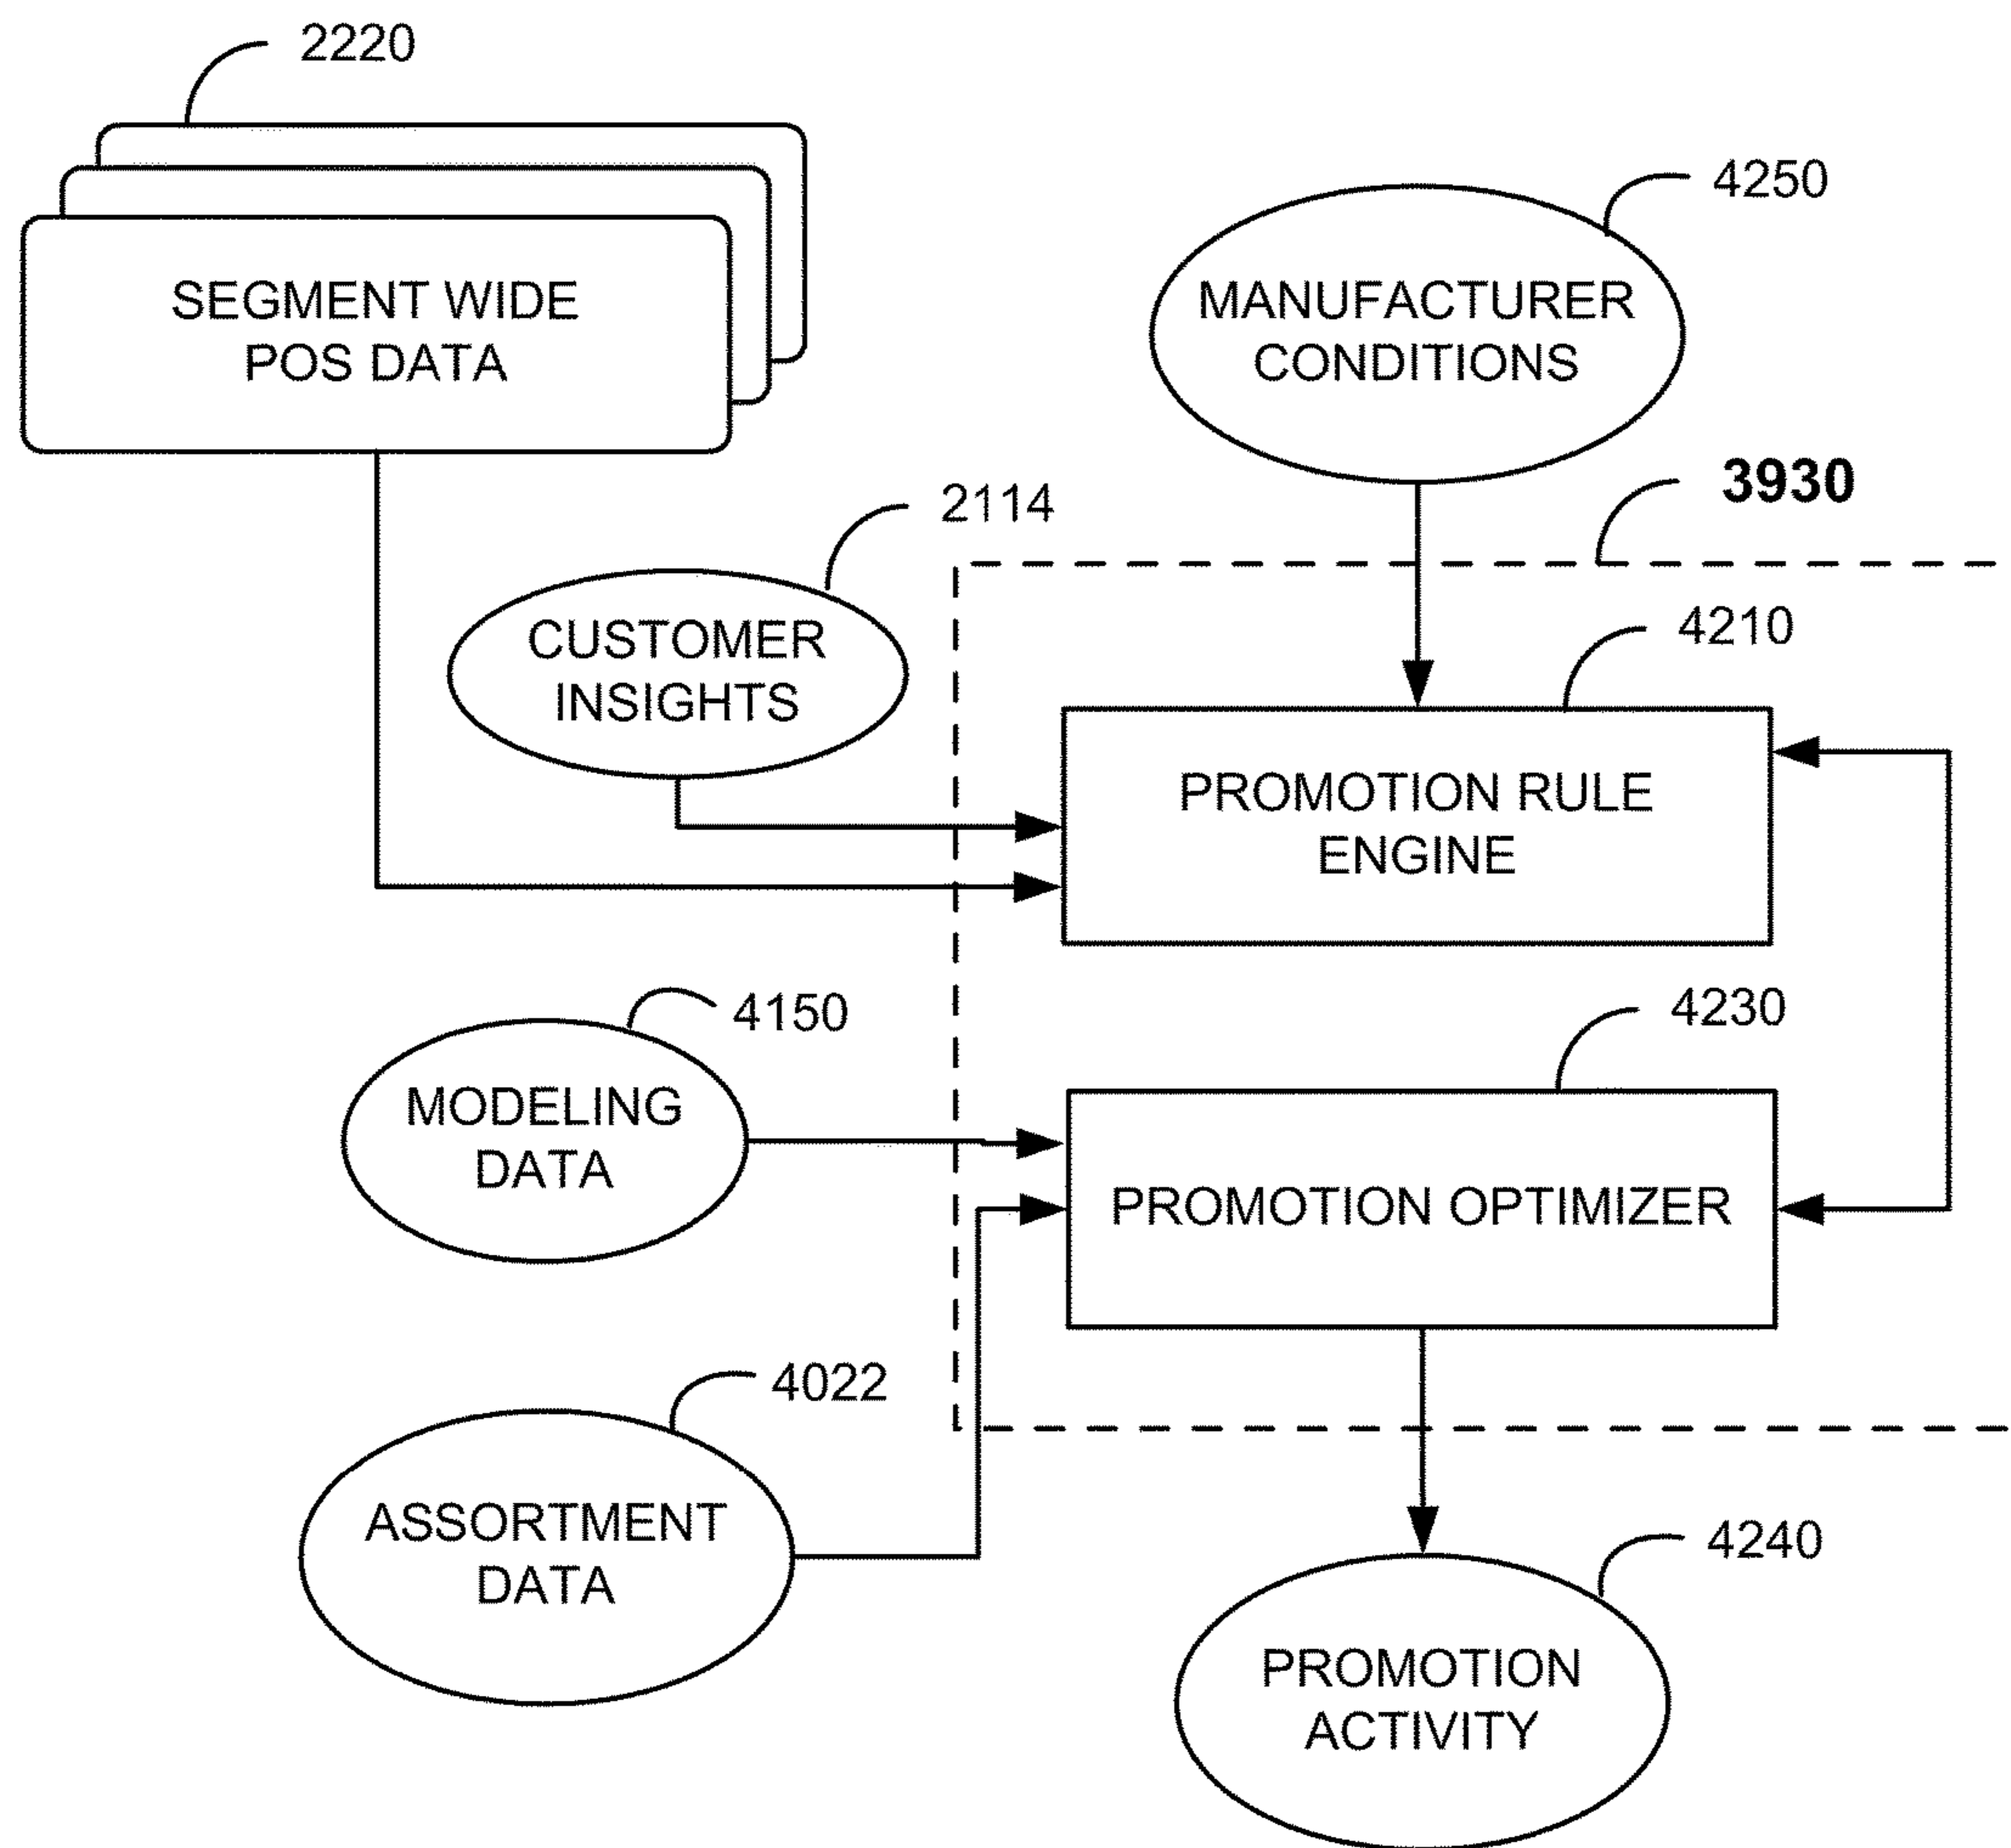 2220
SEGMENT WIDE
POS DATA
4250
MANUFACTURER
CONDITIONS
3930
2114
CUSTOMER
INSIGHTS
4210
PROMOTION RULE
ENGINE
4150
MODELING
DATA
4230
PROMOTION OPTIMIZER
4022
ASSORTMENT
DATA
4240
PROMOTION
ACTIVITY